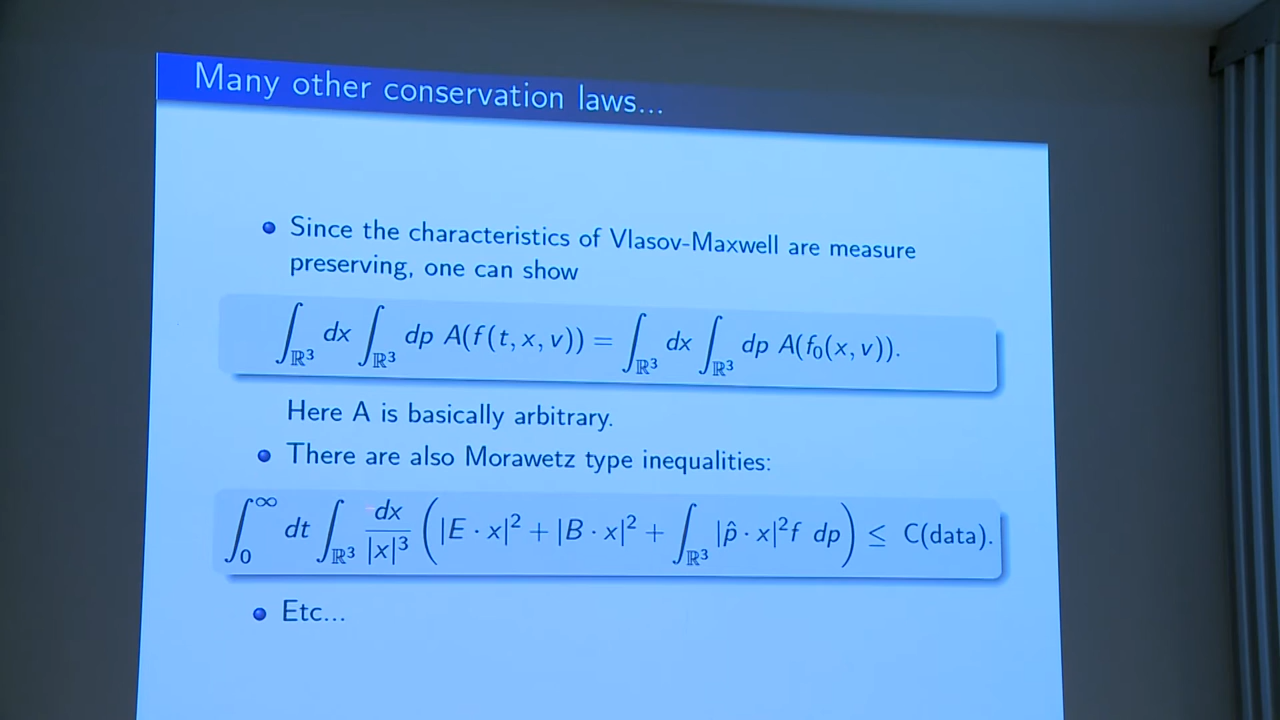 Many other conservation laws...
Since the characteristics of Vlasov-Maxwell are measure
preserving, one can show
∫_{ℝ³} dx ∫_{ℝ³} dp A(f(t, x, v)) = ∫_{ℝ³} dx ∫_{ℝ³} dp A(f₀(x, v)).
Here A is basically arbitrary.
There are also Morawetz type inequalities:
∫₀^∞ dt ∫_{ℝ³} dx/|x|³ (|E · x|² + |B · x|² + ∫_{ℝ³} |p̂ · x|² f dp) ≤ C(data).
Etc...